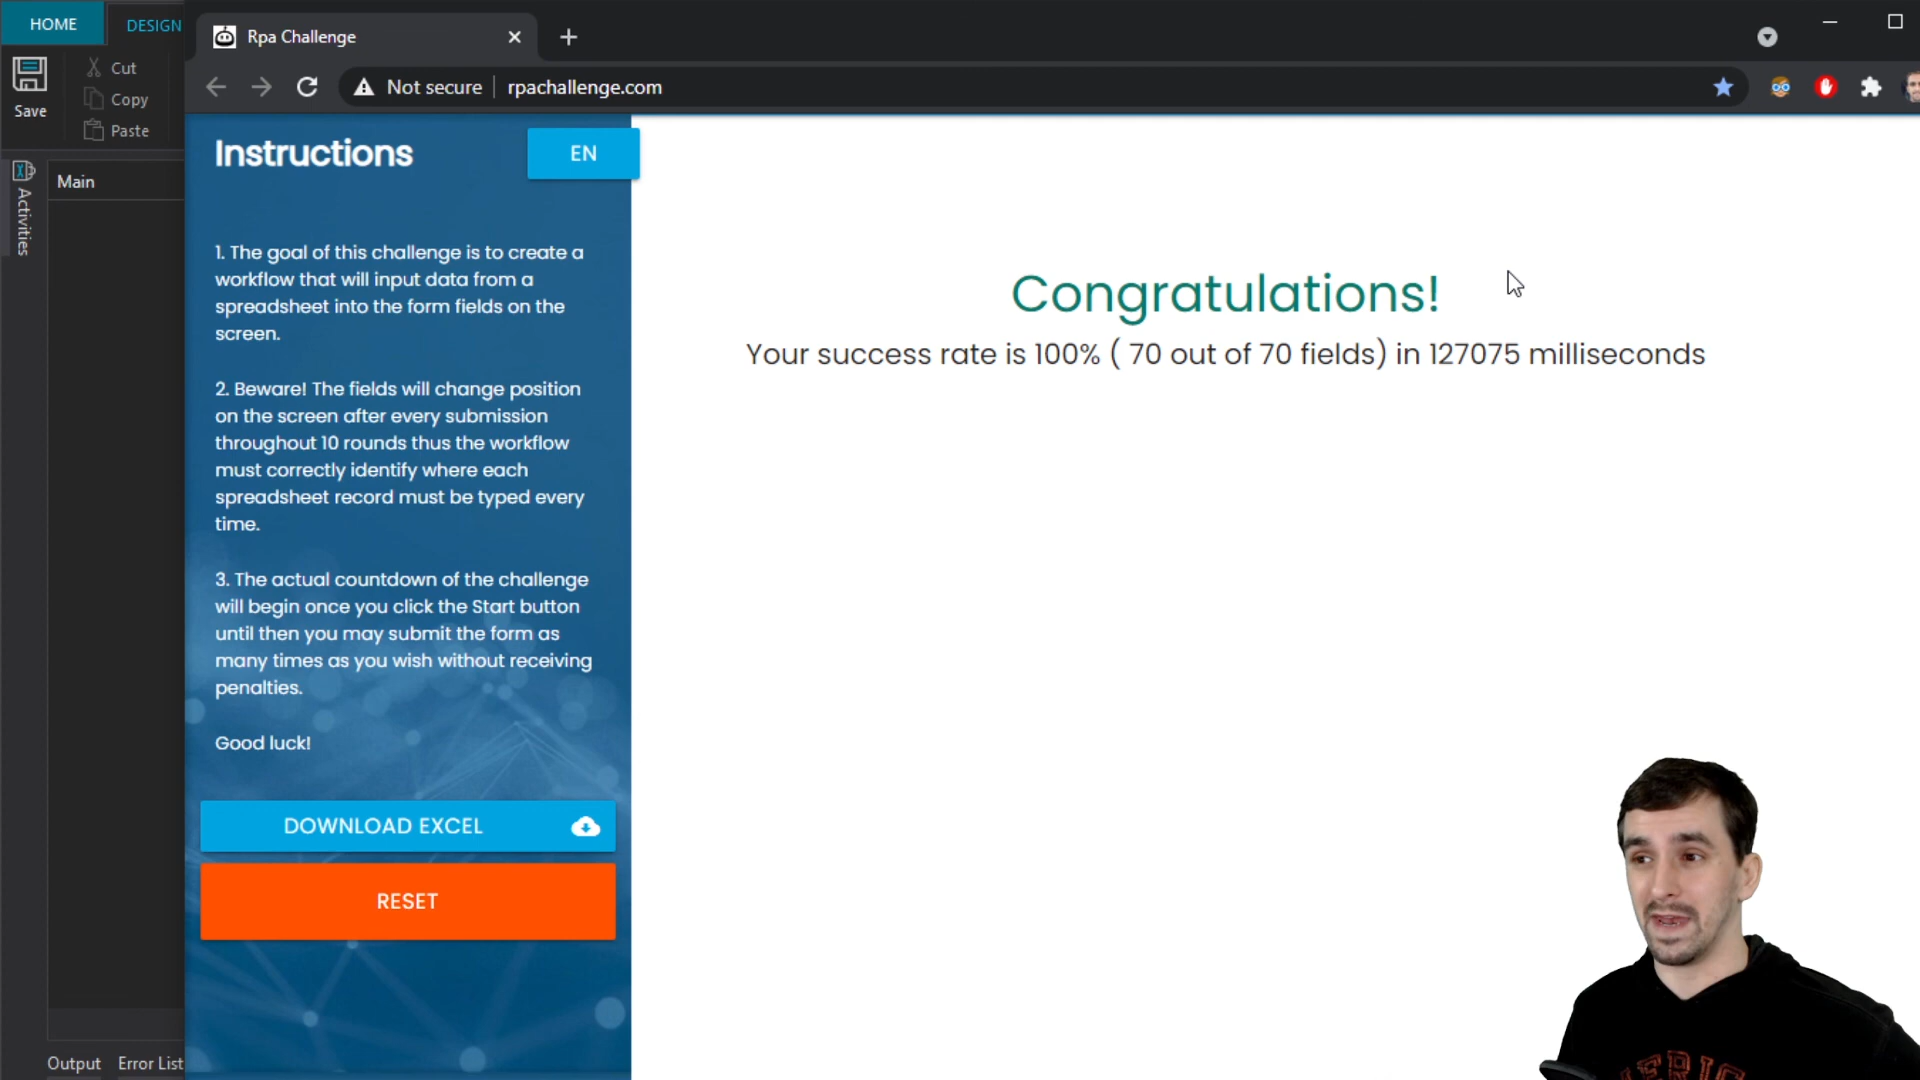 HOME
DESIGN
Save
Cut
Copy
Paste
Activities
Main
Output
Error List
Rpa Challenge
Not secure
rpachallenge.com
Instructions
EN
1. The goal of this challenge is to create a
workflow that will input data from a
spreadsheet into the form fields on the
screen.
2. Beware! The fields will change position
on the screen after every submission
throughout 10 rounds thus the workflow
must correctly identify where each
spreadsheet record must be typed every
time.
3. The actual countdown of the challenge
will begin once you click the Start button
until then you may submit the form as
many times as you wish without receiving
penalties.
Good luck!
DOWNLOAD EXCEL
RESET
Congratulations!
Your success rate is 100% ( 70 out of 70 fields) in 127075 milliseconds